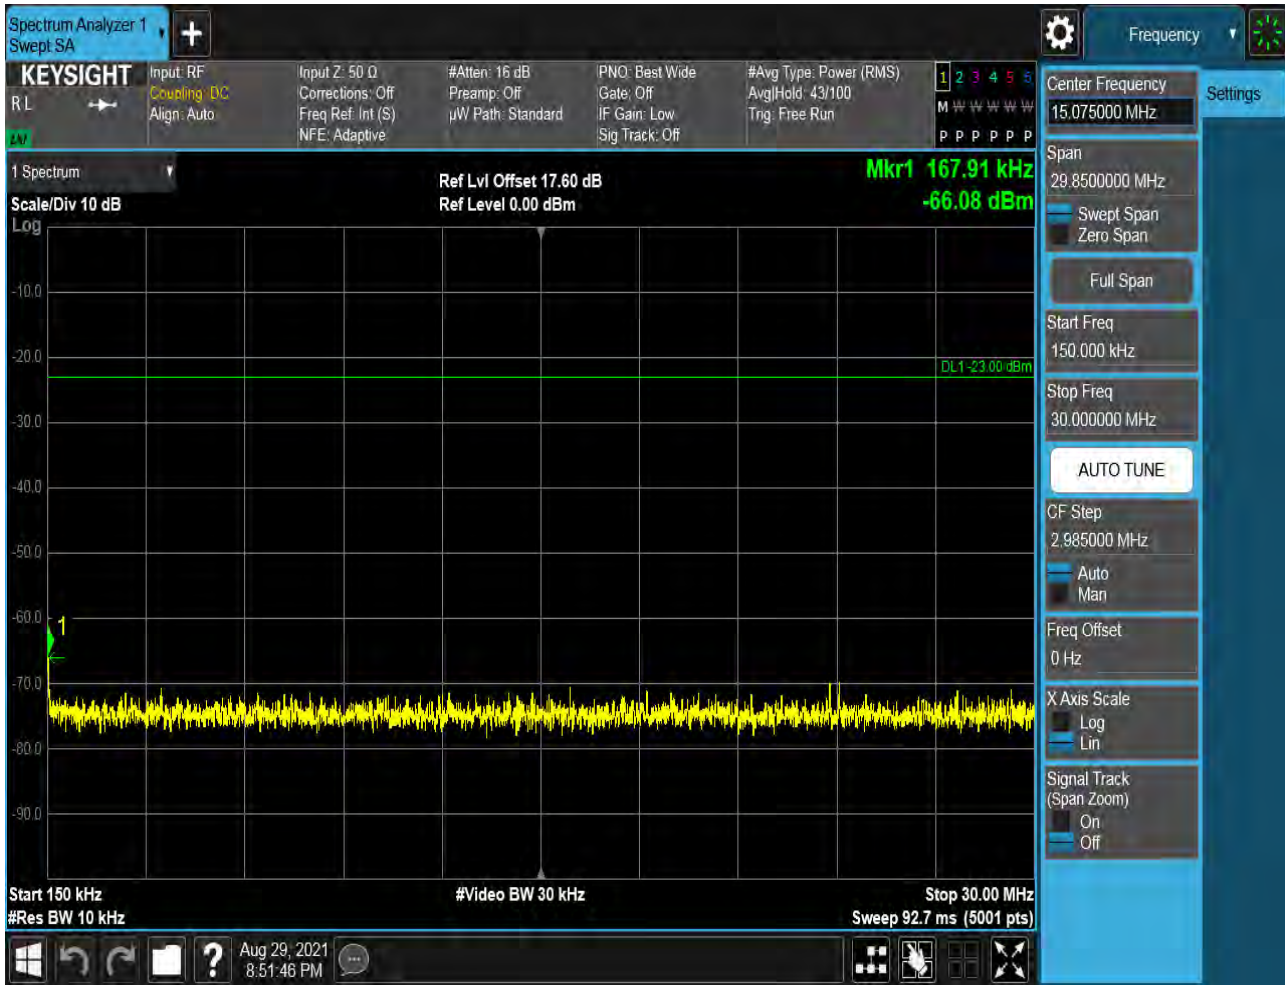 Spectrum Analyzer 1
Swept SA
Frequency
KEYSIGHT
R L
LNI
Input: RF
Coupling: DC
Align: Auto
Input Z: 50 Ω
Corrections: Off
Freq Ref: Int (S)
NFE: Adaptive
#Atten: 16 dB
Preamp: Off
µW Path: Standard
PNO: Best Wide
Gate: Off
IF Gain: Low
Sig Track: Off
#Avg Type: Power (RMS)
Avg|Hold: 43/100
Trig: Free Run
1 2 3 4 5 6
M W W W W W
P P P P P P
1 Spectrum
Scale/Div 10 dB
Log
Ref Lvl Offset 17.60 dB
Ref Level 0.00 dBm
Mkr1 167.91 kHz
-66.08 dBm
-10.0
-20.0
DL1 -23.00 dBm
-30.0
-40.0
-50.0
-60.0
1
-70.0
-80.0
-90.0
Start 150 kHz
#Res BW 10 kHz
#Video BW 30 kHz
Stop 30.00 MHz
Sweep 92.7 ms (5001 pts)
Center Frequency
15.075000 MHz
Settings
Span
29.8500000 MHz
Swept Span
Zero Span
Full Span
Start Freq
150.000 kHz
Stop Freq
30.000000 MHz
AUTO TUNE
CF Step
2.985000 MHz
Auto
Man
Freq Offset
0 Hz
X Axis Scale
Log
Lin
Signal Track
(Span Zoom)
On
Off
?
Aug 29, 2021
8:51:46 PM